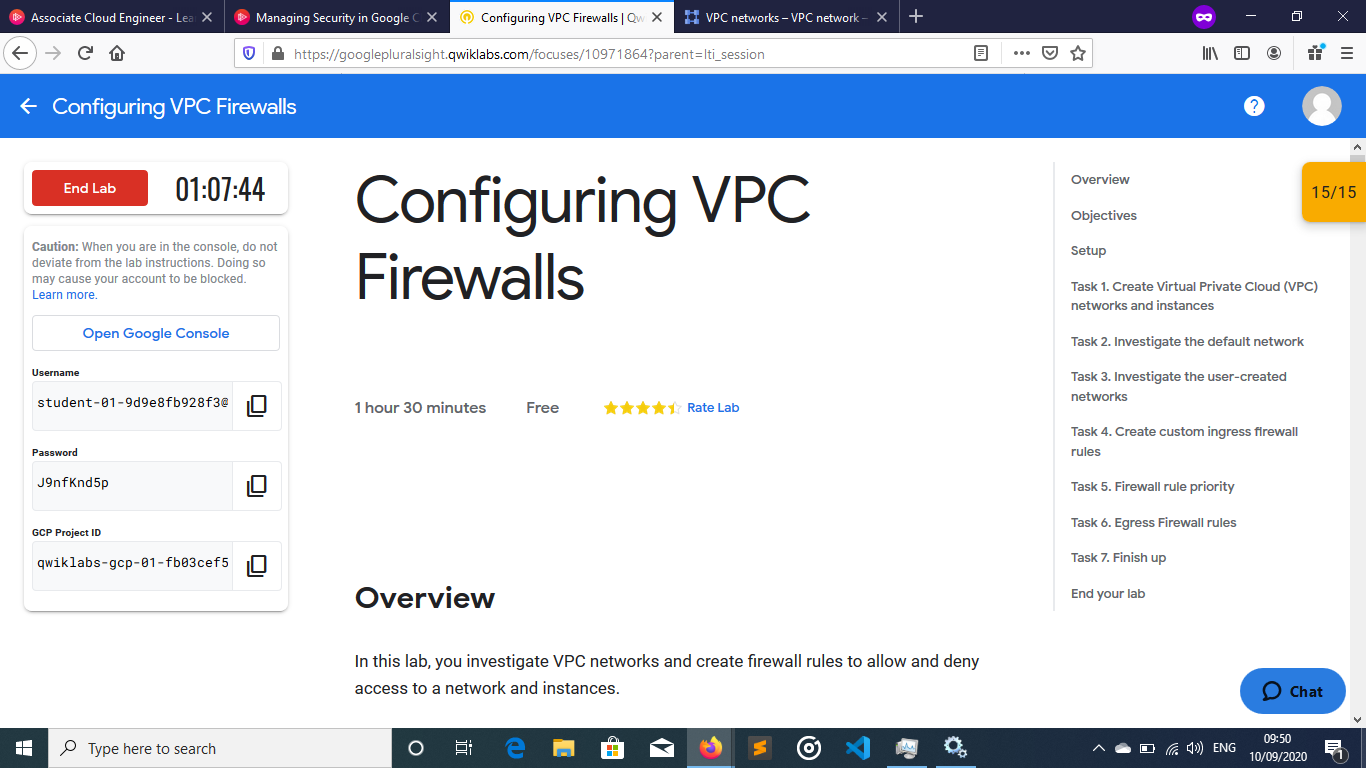 Associate Cloud Engineer - Lea
Managing Security in Google C
Configuring VPC Firewalls | Qw
VPC networks – VPC network –
https://googlepluralsight.qwiklabs.com/focuses/10971864?parent=lti_session
Configuring VPC Firewalls
End Lab
01:07:44
Caution: When you are in the console, do not
deviate from the lab instructions. Doing so
may cause your account to be blocked.
Learn more.
Open Google Console
Username
student-01-9d9e8fb928f3@
Password
J9nfKnd5p
GCP Project ID
qwiklabs-gcp-01-fb03cef5
Configuring VPC
Firewalls
1 hour 30 minutes
Free
Rate Lab
Overview
In this lab, you investigate VPC networks and create firewall rules to allow and deny
access to a network and instances.
Overview
Objectives
Setup
Task 1. Create Virtual Private Cloud (VPC)
networks and instances
Task 2. Investigate the default network
Task 3. Investigate the user-created
networks
Task 4. Create custom ingress firewall
rules
Task 5. Firewall rule priority
Task 6. Egress Firewall rules
Task 7. Finish up
End your lab
15/15
Chat
Type here to search
ENG
09:50
10/09/2020
1